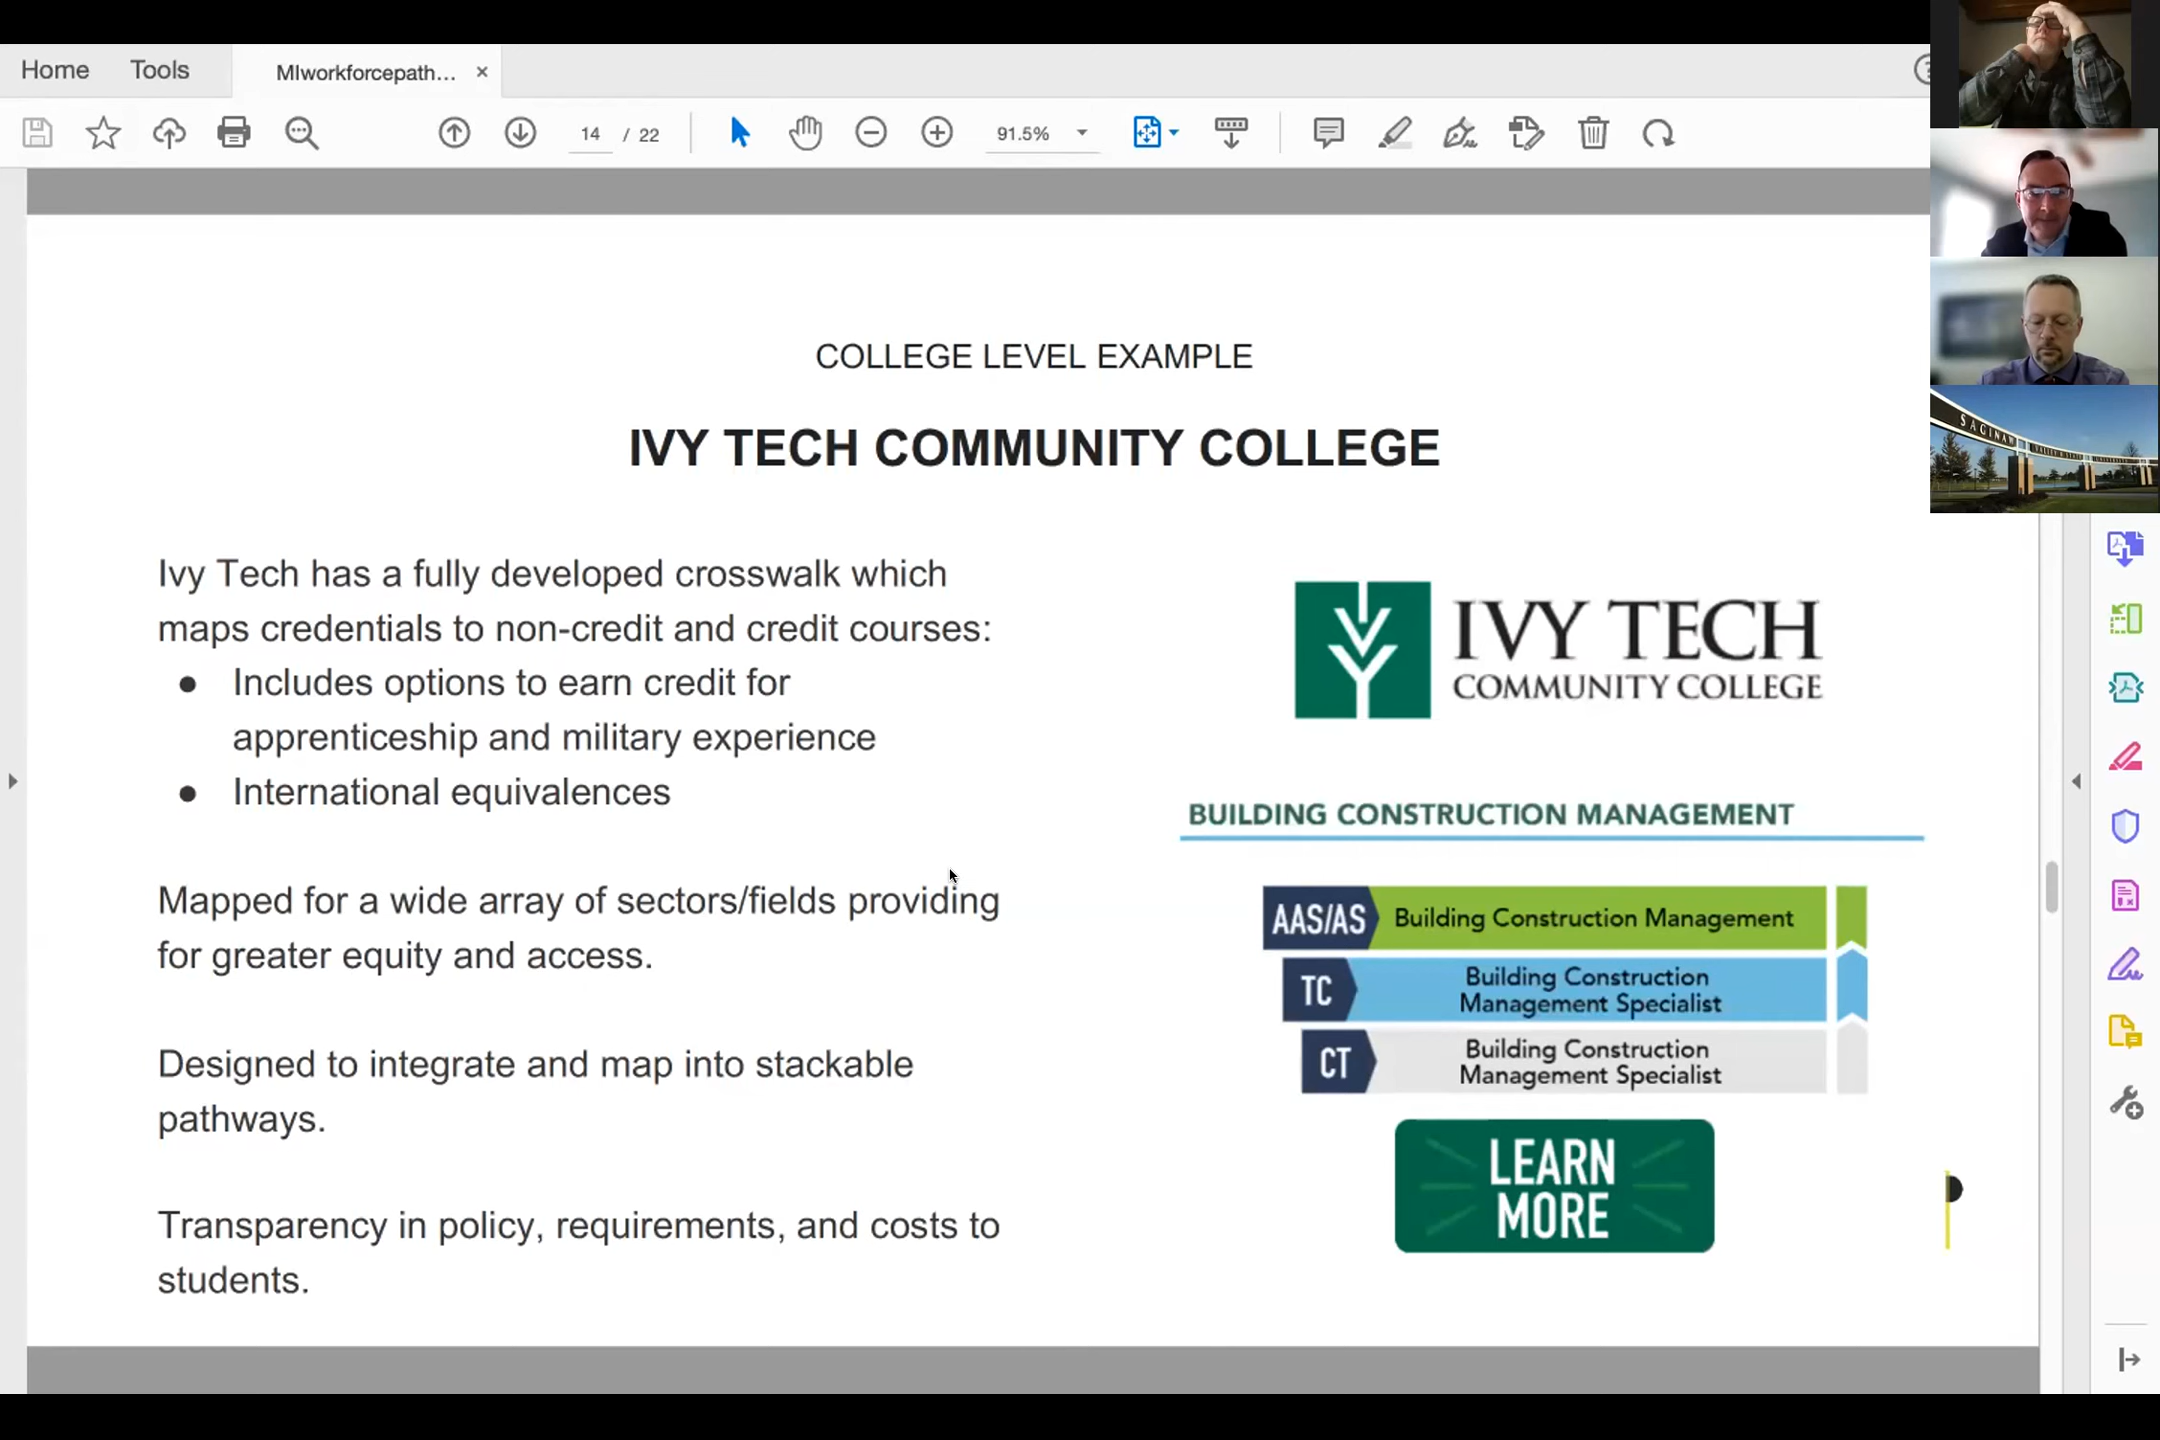 Home Tools MIworkforcepath... ×
14 / 22 91.5%
COLLEGE LEVEL EXAMPLE
IVY TECH COMMUNITY COLLEGE
Ivy Tech has a fully developed crosswalk which
maps credentials to non-credit and credit courses:
● Includes options to earn credit for
apprenticeship and military experience
● International equivalences
Mapped for a wide array of sectors/fields providing
for greater equity and access.
Designed to integrate and map into stackable
pathways.
Transparency in policy, requirements, and costs to
students.
IVY TECH
COMMUNITY COLLEGE
BUILDING CONSTRUCTION MANAGEMENT
AAS/AS Building Construction Management
TC Building Construction
Management Specialist
CT Building Construction
Management Specialist
LEARN
MORE
SAGINAW